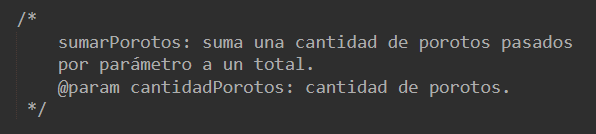 /*
sumarPorotos: suma una cantidad de porotos pasados
por parámetro a un total.
@param cantidadPorotos: cantidad de porotos.
*/